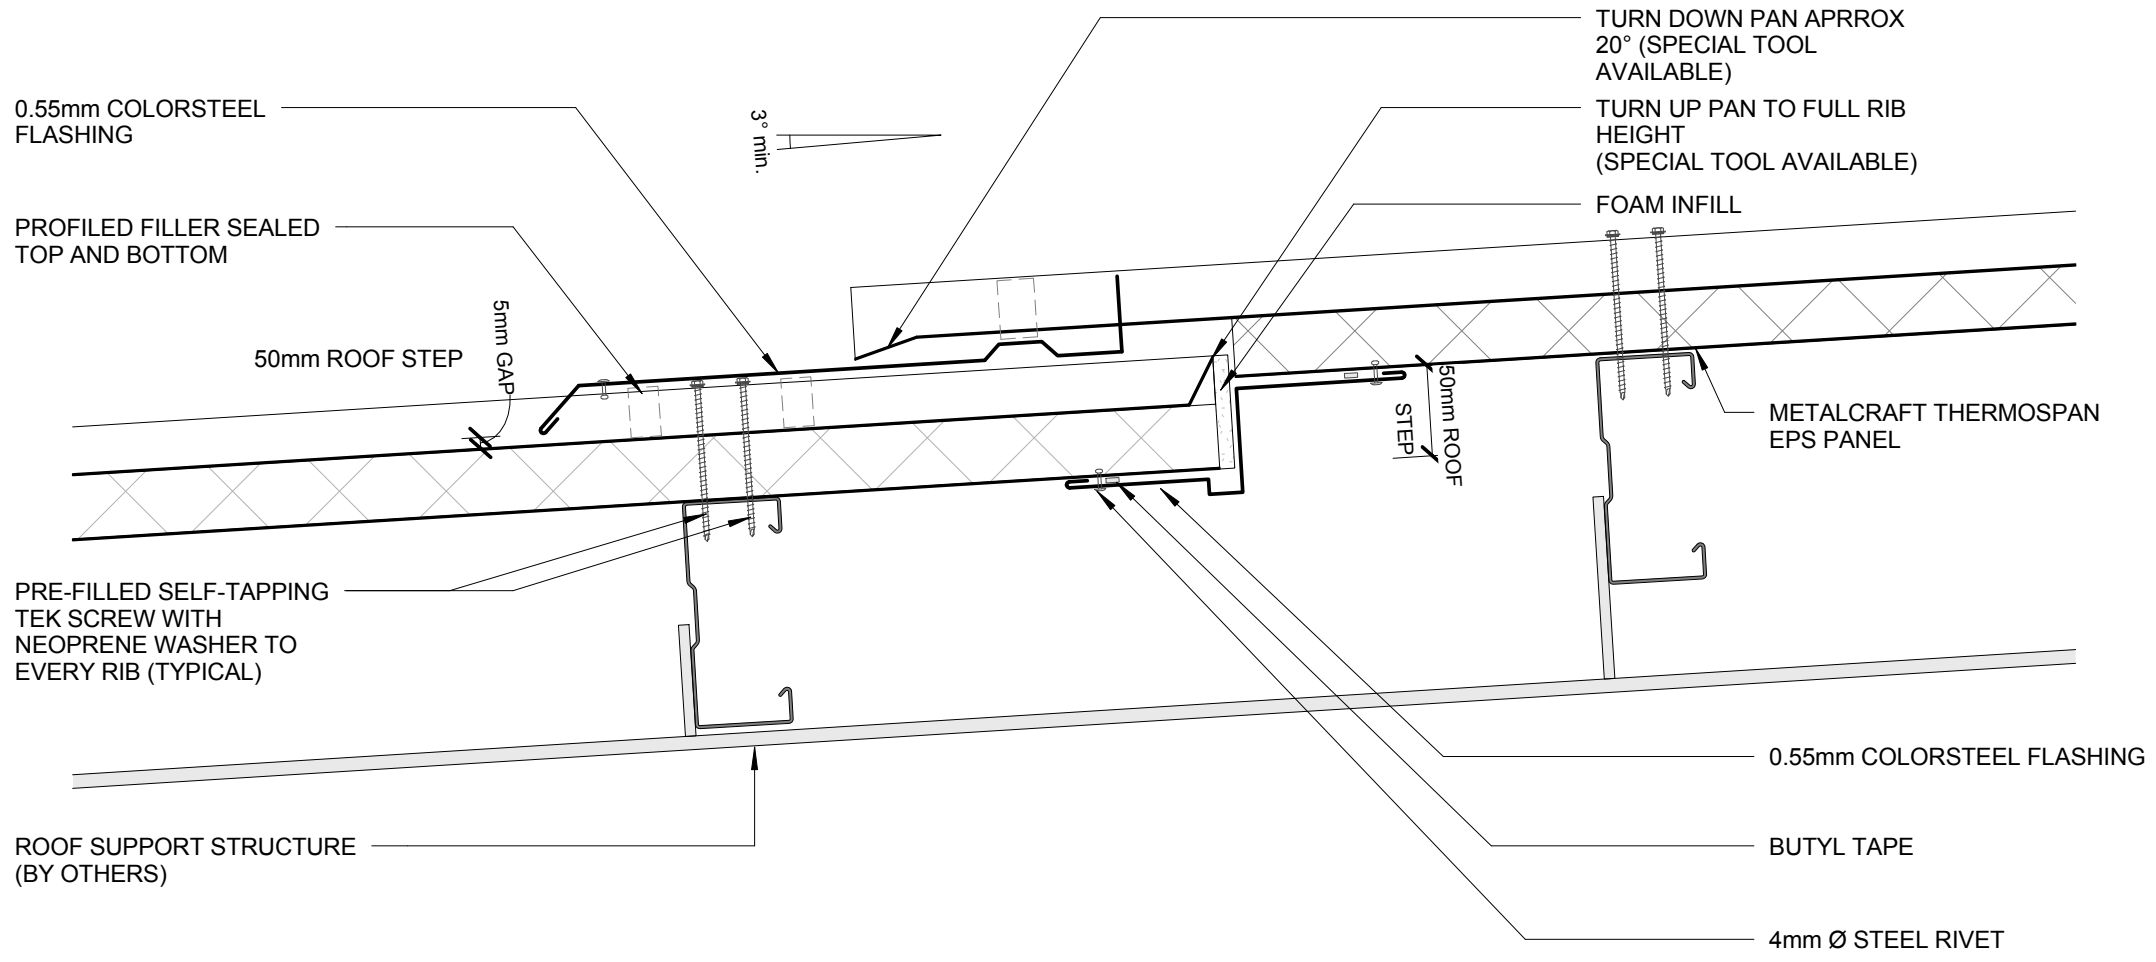 TURN DOWN PAN APRROX
20° (SPECIAL TOOL
AVAILABLE)
0.55mm COLORSTEEL
FLASHING
3° min.
TURN UP PAN TO FULL RIB
HEIGHT
(SPECIAL TOOL AVAILABLE)
FOAM INFILL
PROFILED FILLER SEALED
TOP AND BOTTOM
5mm GAP
50mm ROOF STEP
50mm ROOF
STEP
METALCRAFT THERMOSPAN
EPS PANEL
PRE-FILLED SELF-TAPPING
TEK SCREW WITH
NEOPRENE WASHER TO
EVERY RIB (TYPICAL)
0.55mm COLORSTEEL FLASHING
ROOF SUPPORT STRUCTURE
(BY OTHERS)
BUTYL TAPE
4mm Ø STEEL RIVET